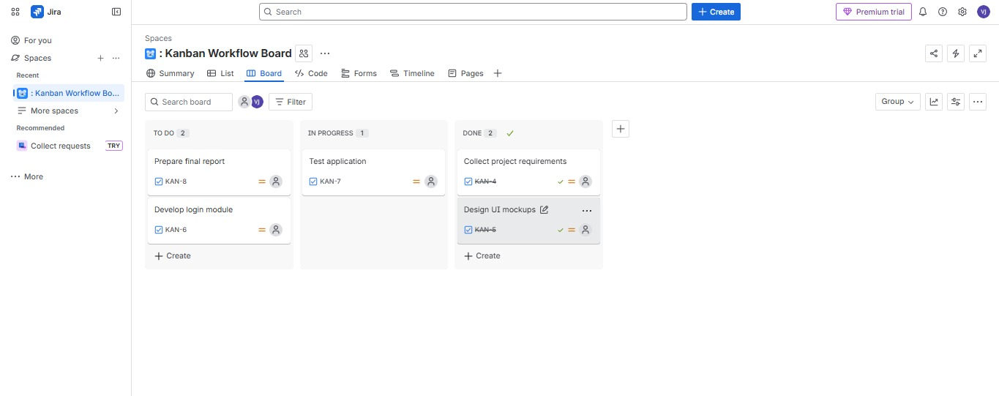 Jira
Search
Create
Premium trial
VJ
For you
Spaces
Recent
: Kanban Workflow Bo...
More spaces
Recommended
Collect requests TRY
More
Spaces
: Kanban Workflow Board
Summary List Board Code Forms Timeline Pages
Search board VJ Filter Group
TO DO 2
Prepare final report
KAN-8
Develop login module
KAN-6
Create
IN PROGRESS 1
Test application
KAN-7
DONE 2
Collect project requirements
KAN-4
Design UI mockups
KAN-5
Create